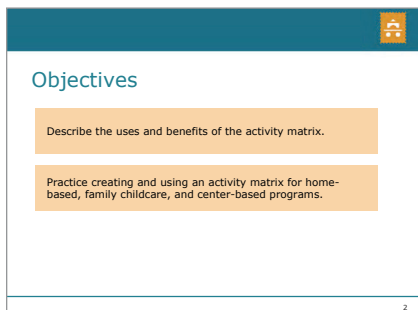 Objectives
Describe the uses and benefits of the activity matrix.
Practice creating and using an activity matrix for home-
based, family childcare, and center-based programs.
2